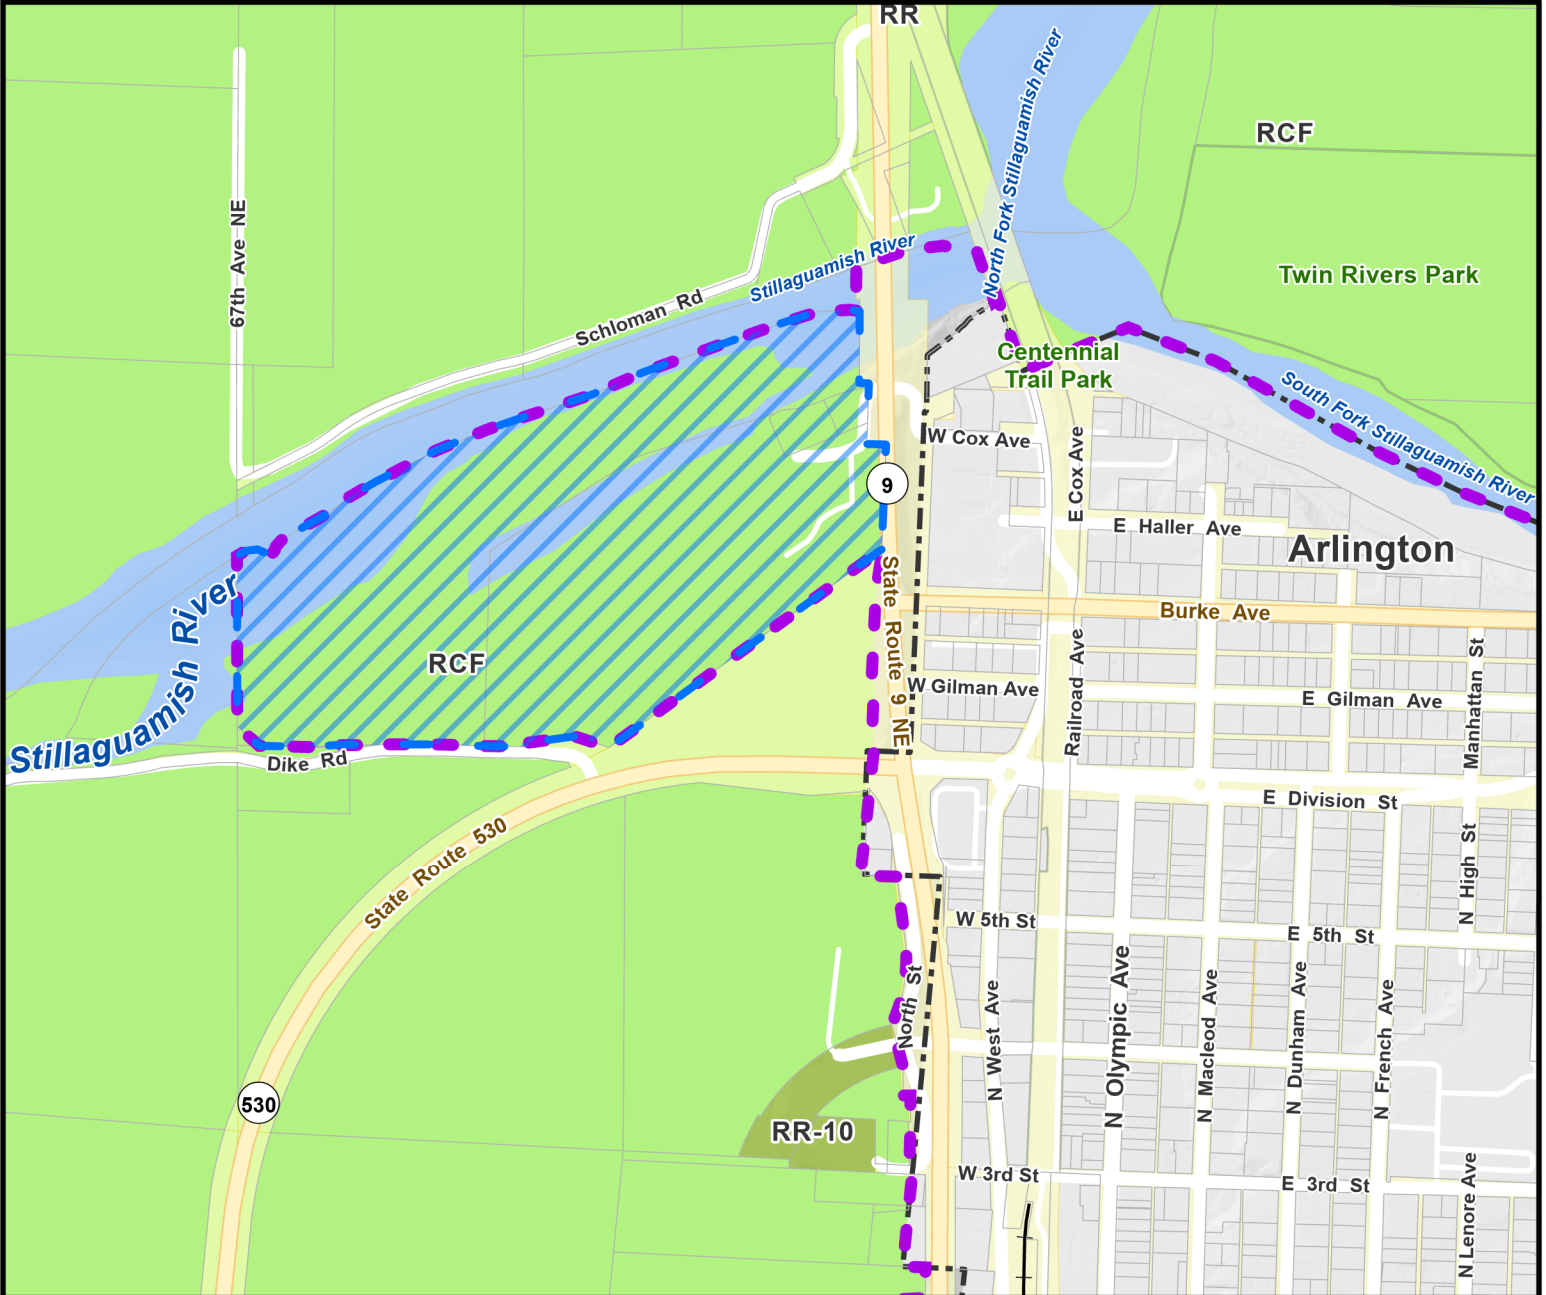 RR
North Fork Stillaguamish River
RCF
67th Ave NE
Stillaguamish River
Twin Rivers Park
Schloman Rd
Centennial
Trail Park
South Fork Stillaguamish River
W Cox Ave
E Cox Ave
9
E Haller Ave
Arlington
Stillaguamish River
State Route 9 NE
Burke Ave
RCF
W Gilman Ave
Railroad Ave
E Gilman Ave
Manhattan St
Dike Rd
E Division St
State Route 530
N High St
W 5th St
E 5th St
North St
N West Ave
N Olympic Ave
N Macleod Ave
N Dunham Ave
N French Ave
530
RR-10
W 3rd St
E 3rd St
N Lenore Ave